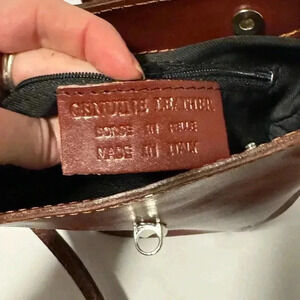 GENUINE LEATHER
BORSE IN PELLE
MADE IN ITALY